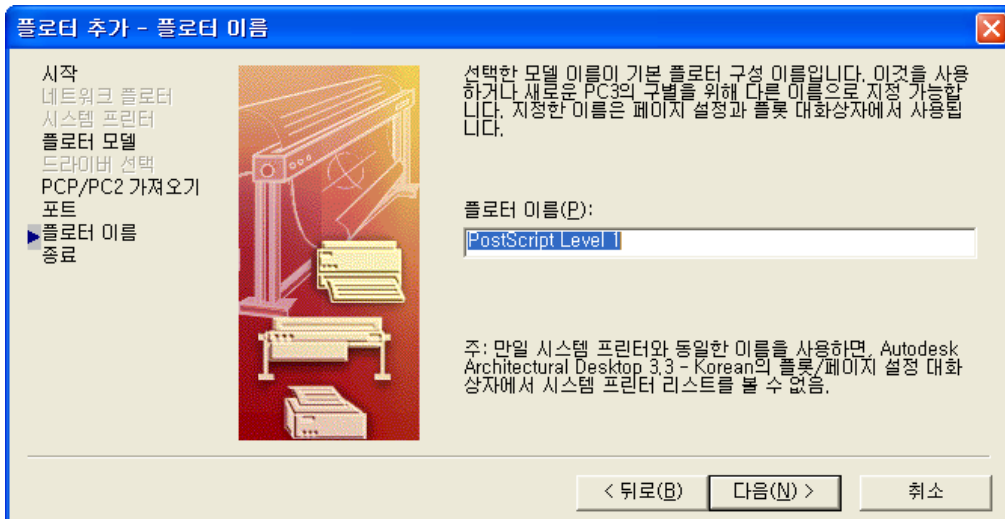 플로터 추가 - 플로터 이름
시작
네트워크 플로터
시스템 프린터
플로터 모델
드라이버 선택
PCP/PC2 가져오기
포트
플로터 이름
종료
선택한 모델 이름이 기본 플로터 구성 이름입니다. 이것을 사용
하거나 새로운 PC3의 구별을 위해 다른 이름으로 지정 가능합
니다. 지정한 이름은 페이지 설정과 플롯 대화상자에서 사용됩
니다.
플로터 이름(P):
PostScript Level 1
주: 만일 시스템 프린터와 동일한 이름을 사용하면, Autodesk
Architectural Desktop 3.3 - Korean의 플롯/페이지 설정 대화
상자에서 시스템 프린터 리스트를 볼 수 없음.
< 뒤로(B)
다음(N) >
취소